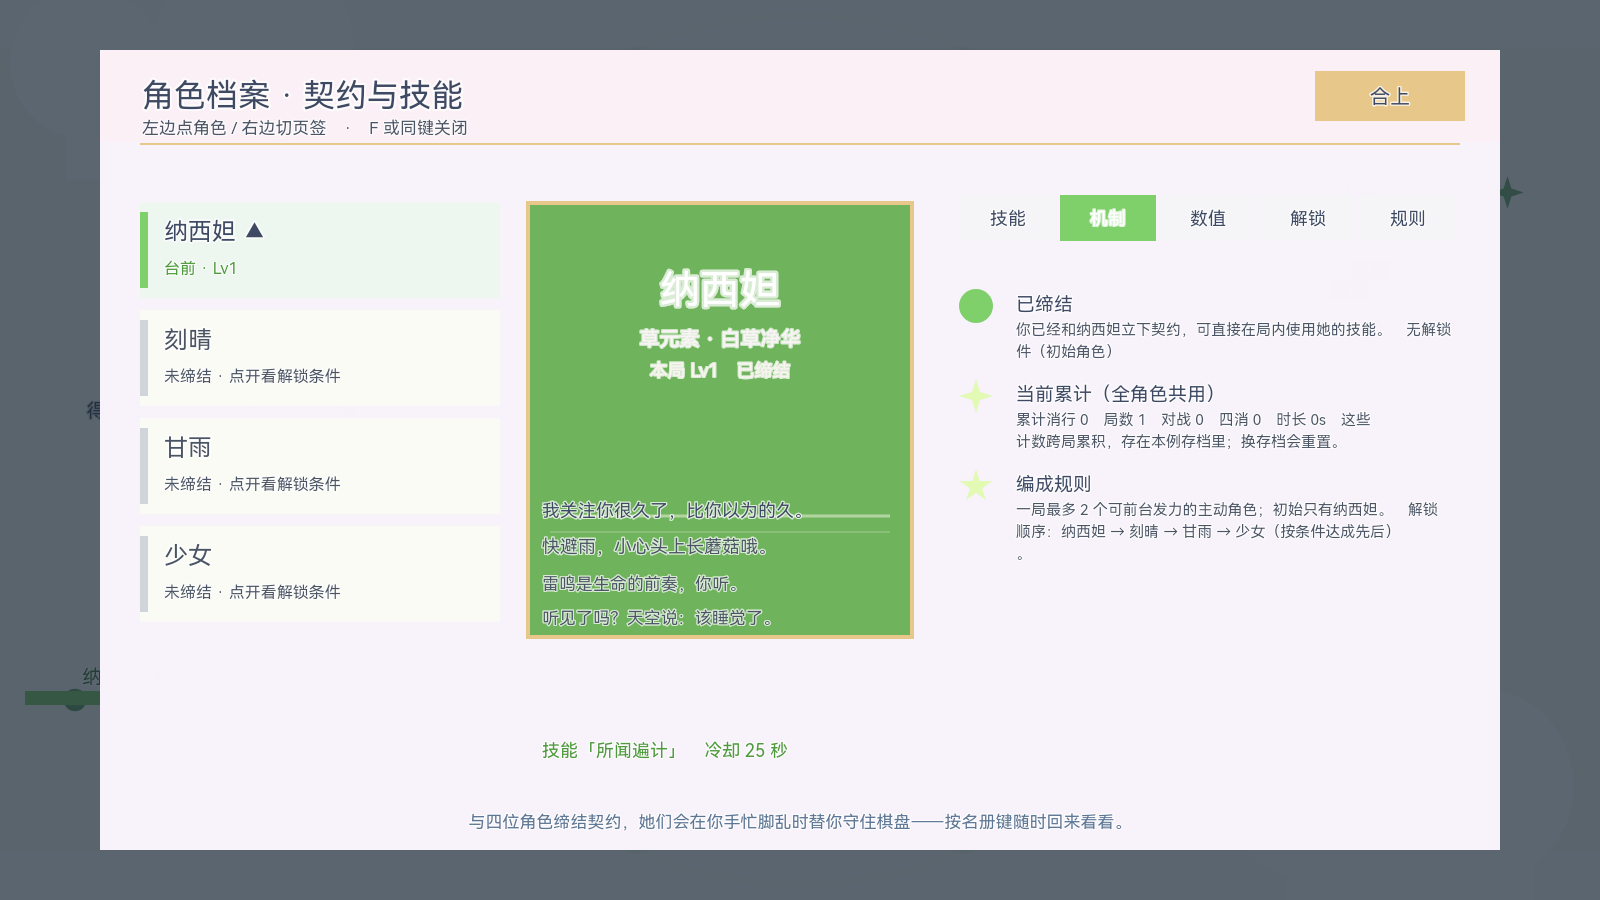 角色档案 · 契约与技能
左边点角色 / 右边切页签 · F 或同键关闭
合上
纳西妲 ▲
台前 · Lv1
刻晴
未缔结 · 点开看解锁条件
甘雨
未缔结 · 点开看解锁条件
少女
未缔结 · 点开看解锁条件
得
纳
纳西妲
草元素 · 白草净华
本局 Lv1 已缔结
我关注你很久了，比你以为的久。
快避雨，小心头上长蘑菇哦。
雷鸣是生命的前奏，你听。
听见了吗？天空说：该睡觉了。
技能「所闻遍计」 冷却 25 秒
技能 机制 数值 解锁 规则
已缔结
你已经和纳西妲立下契约，可直接在局内使用她的技能。 无解锁
件（初始角色）
当前累计（全角色共用）
累计消行 0 局数 1 对战 0 四消 0 时长 0s 这些
计数跨局累积，存在本例存档里；换存档会重置。
编成规则
一局最多 2 个可前台发力的主动角色；初始只有纳西妲。 解锁
顺序：纳西妲 → 刻晴 → 甘雨 → 少女（按条件达成先后）
。
与四位角色缔结契约，她们会在你手忙脚乱时替你守住棋盘——按名册键随时回来看看。